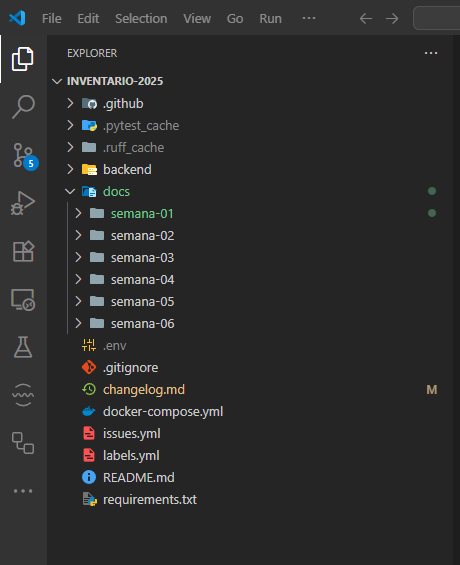 File Edit Selection View Go Run ...
EXPLORER ...
INVENTARIO-2025
.github
.pytest_cache
.ruff_cache
backend
docs
semana-01
semana-02
semana-03
semana-04
semana-05
semana-06
.env
.gitignore
changelog.md M
docker-compose.yml
issues.yml
labels.yml
README.md
requirements.txt
5